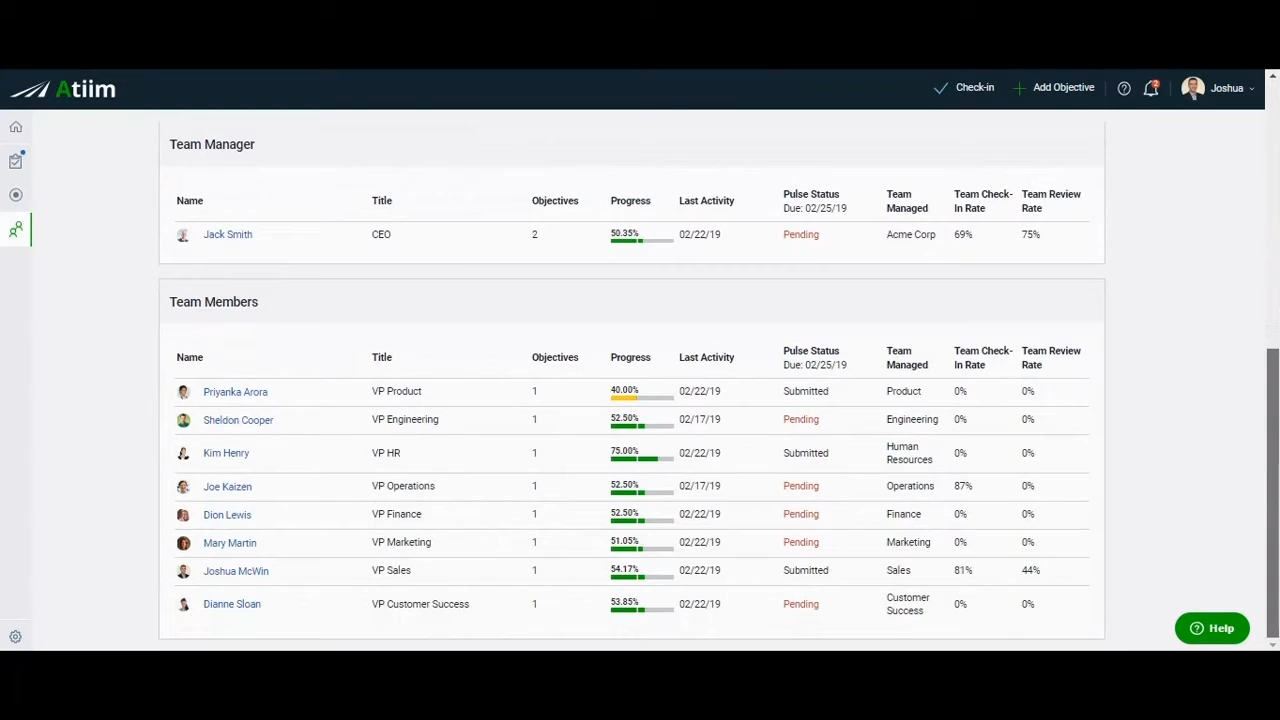 Atiim
Check-in
Add Objective
2
Joshua
Team Manager
Name Title Objectives Progress Last Activity Pulse Status Due: 02/25/19 Team Managed Team Check-In Rate Team Review Rate
Jack Smith CEO 2 50.35% 02/22/19 Pending Acme Corp 69% 75%
Team Members
Name Title Objectives Progress Last Activity Pulse Status Due: 02/25/19 Team Managed Team Check-In Rate Team Review Rate
Priyanka Arora VP Product 1 40.00% 02/22/19 Submitted Product 0% 0%
Sheldon Cooper VP Engineering 1 52.50% 02/17/19 Pending Engineering 0% 0%
Kim Henry VP HR 1 75.00% 02/22/19 Submitted Human Resources 0% 0%
Joe Kaizen VP Operations 1 52.50% 02/17/19 Pending Operations 87% 0%
Dion Lewis VP Finance 1 52.50% 02/22/19 Pending Finance 0% 0%
Mary Martin VP Marketing 1 51.05% 02/22/19 Pending Marketing 0% 0%
Joshua McWin VP Sales 1 54.17% 02/22/19 Submitted Sales 81% 44%
Dianne Sloan VP Customer Success 1 53.85% 02/22/19 Pending Customer Success 0% 0%
Help